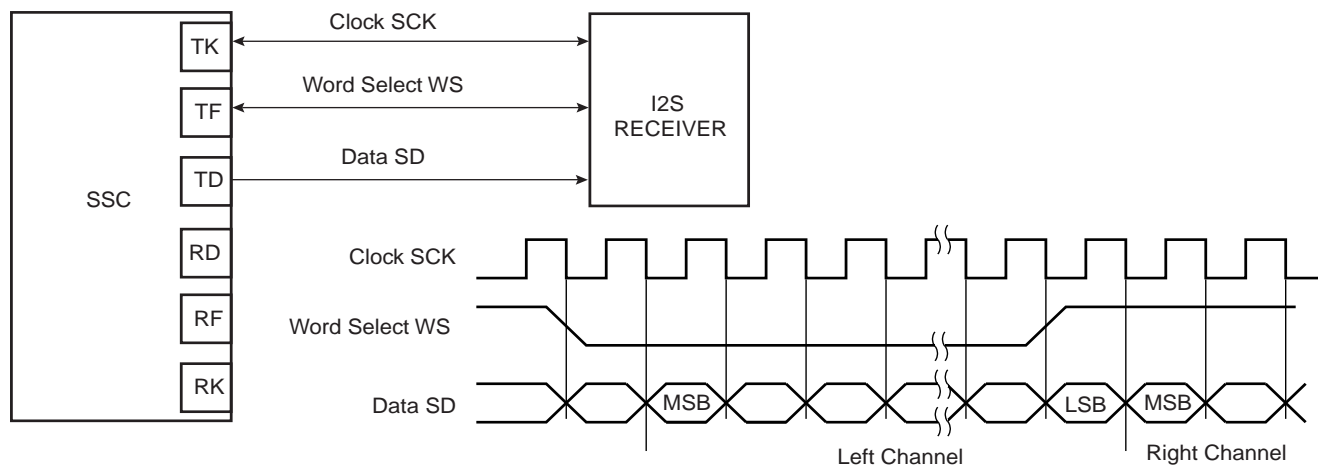 Clock SCK
TK
Word Select WS
TF
I2S
RECEIVER
Data SD
TD
SSC
RD
RF
RK
Clock SCK
Word Select WS
Data SD
MSB
LSB
MSB
Left Channel
Right Channel